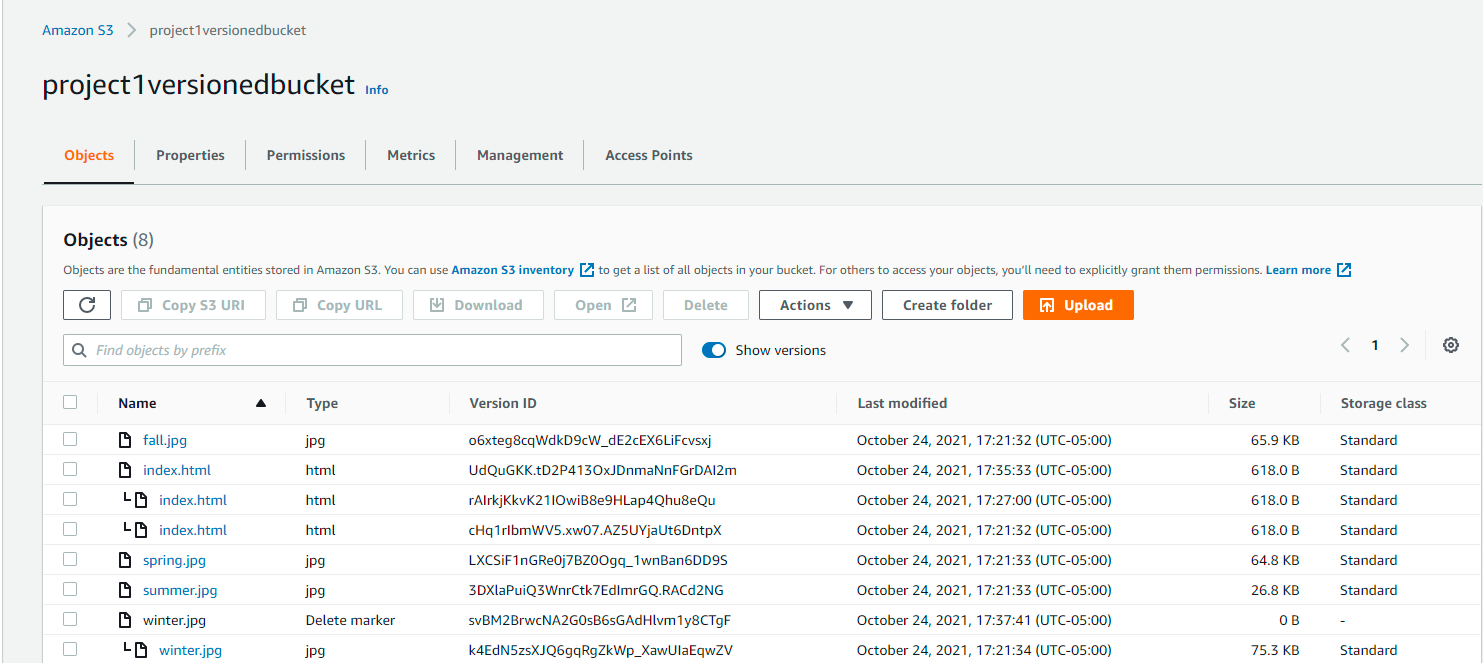 Amazon S3 > project1versionedbucket
project1versionedbucket Info
Objects Properties Permissions Metrics Management Access Points
Objects (8)
Objects are the fundamental entities stored in Amazon S3. You can use Amazon S3 inventory to get a list of all objects in your bucket. For others to access your objects, you'll need to explicitly grant them permissions. Learn more
Copy S3 URI Copy URL Download Open Delete Actions Create folder Upload
Find objects by prefix Show versions 1
Name Type Version ID Last modified Size Storage class
fall.jpg jpg o6xteg8cqWdkD9cW_dE2cEX6LiFcvsxj October 24, 2021, 17:21:32 (UTC-05:00) 65.9 KB Standard
index.html html UdQuGKK.tD2P413OxJDnmaNnFGrDAI2m October 24, 2021, 17:35:33 (UTC-05:00) 618.0 B Standard
index.html html rAIrkjKkvK21IOwiB8e9HLap4Qhu8eQu October 24, 2021, 17:27:00 (UTC-05:00) 618.0 B Standard
index.html html cHq1rIbmWV5.xw07.AZ5UYjaUt6DntpX October 24, 2021, 17:21:32 (UTC-05:00) 618.0 B Standard
spring.jpg jpg LXCSiF1nGRe0j7BZ0Ogq_1wnBan6DD9S October 24, 2021, 17:21:33 (UTC-05:00) 64.8 KB Standard
summer.jpg jpg 3DXlaPuiQ3WnrCtk7EdImrGQ.RACd2NG October 24, 2021, 17:21:33 (UTC-05:00) 26.8 KB Standard
winter.jpg Delete marker svBM2BrwcNA2G0sB6sGAdHlvm1y8CTgF October 24, 2021, 17:37:41 (UTC-05:00) 0 B -
winter.jpg jpg k4EdN5zsXJQ6gqRgZkWp_XawUIaEqwZV October 24, 2021, 17:21:34 (UTC-05:00) 75.3 KB Standard